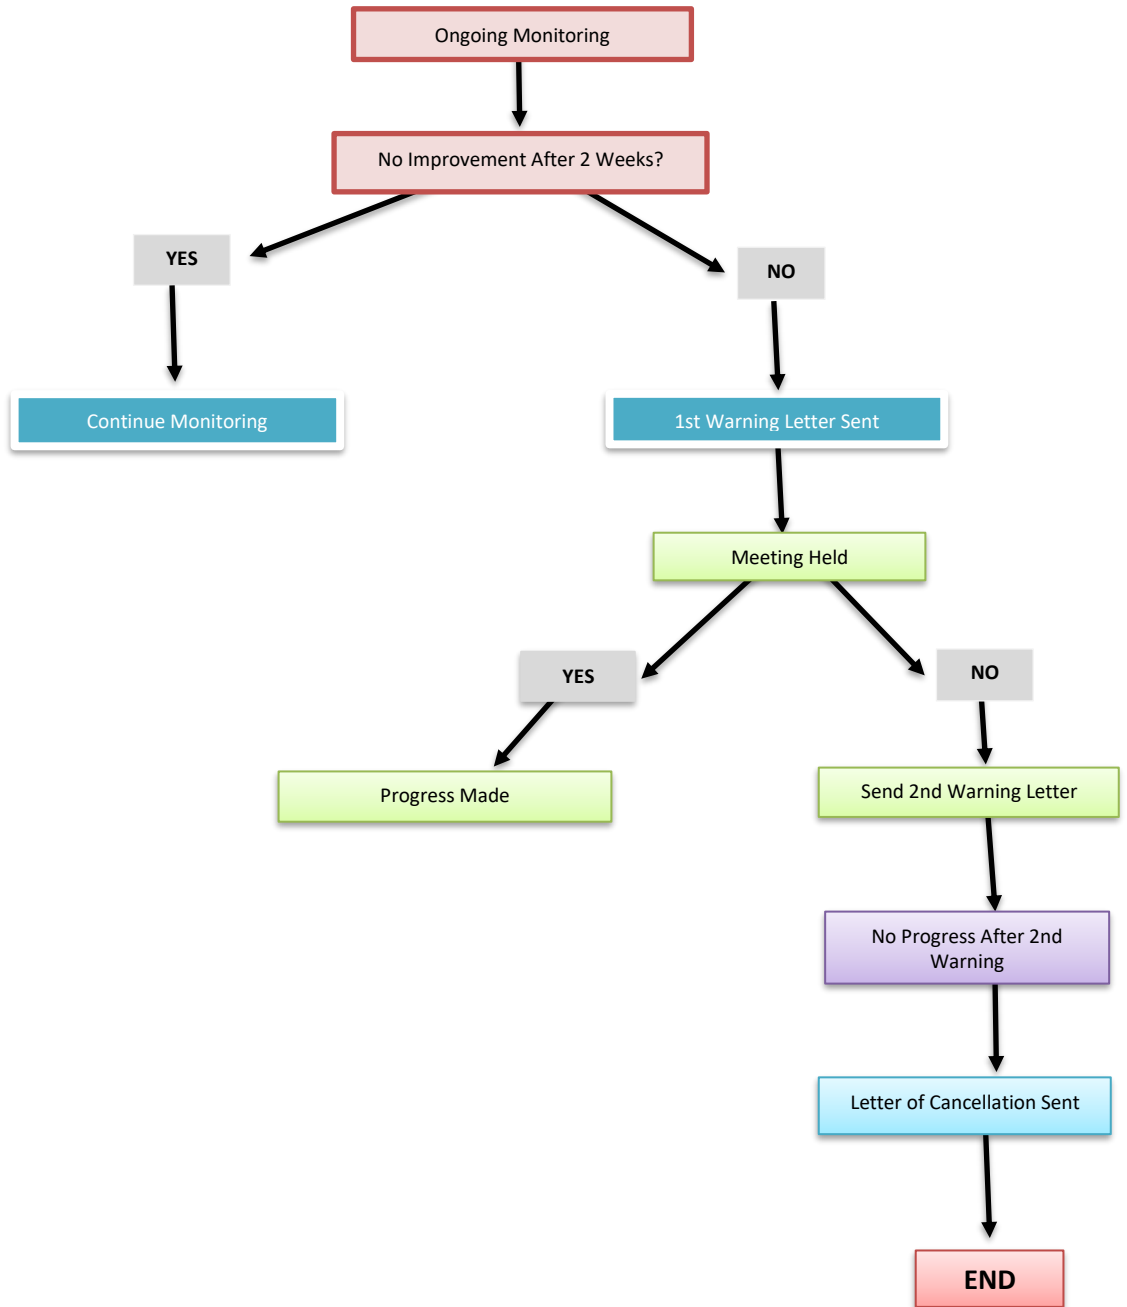 Ongoing Monitoring
No Improvement After 2 Weeks?
YES
NO
Continue Monitoring
1st Warning Letter Sent
Meeting Held
YES
NO
Progress Made
Send 2nd Warning Letter
No Progress After 2nd
Warning
Letter of Cancellation Sent
END